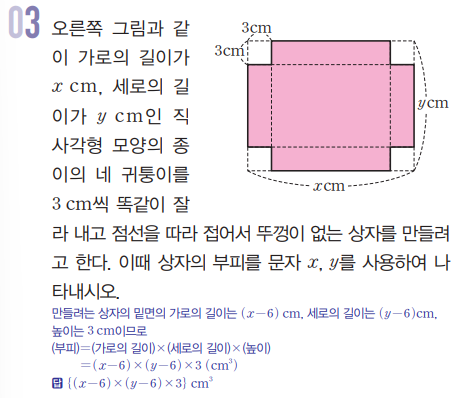 03
오른쪽 그림과 같
이 가로의 길이가
x cm, 세로의 길
이가 y cm인 직
사각형 모양의 종
이의 네 귀퉁이를
3 cm씩 똑같이 잘
3cm
3cm
ycm
xcm
라 내고 점선을 따라 접어서 뚜껑이 없는 상자를 만들려
고 한다. 이때 상자의 부피를 문자 x, y를 사용하여 나
타내시오.
만들려는 상자의 밑면의 가로의 길이는 (x-6) cm, 세로의 길이는 (y-6)cm,
높이는 3 cm이므로
(부피)=(가로의 길이)×(세로의 길이)×(높이)
=(x-6)×(y-6)×3 (cm³)
답 {(x-6)×(y-6)×3} cm³